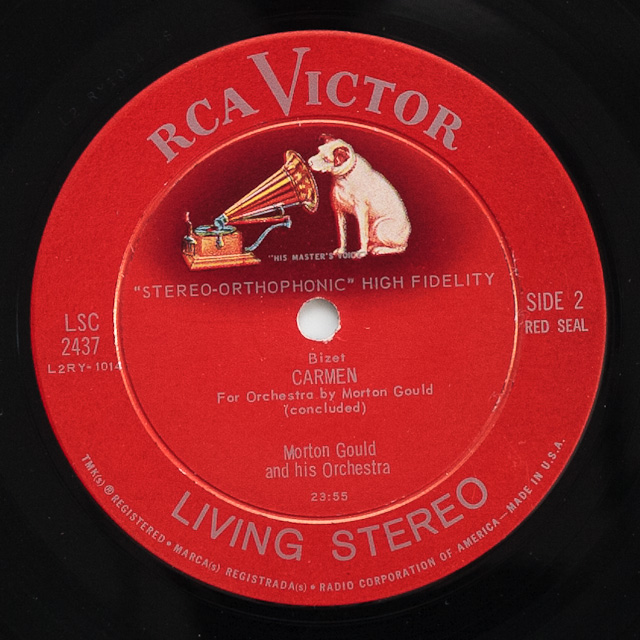 RCA VICTOR
"HIS MASTER'S VOICE"
"STEREO-ORTHOPHONIC" HIGH FIDELITY
LSC
2437
L2RY-1014
SIDE 2
RED SEAL
Bizet
CARMEN
For Orchestra by Morton Gould
(concluded)
Morton Gould
and his Orchestra
23:55
LIVING STEREO
TMK(s) ® REGISTERED • MARCA(s) REGISTRADA(s) • RADIO CORPORATION OF AMERICA—MADE IN U.S.A.